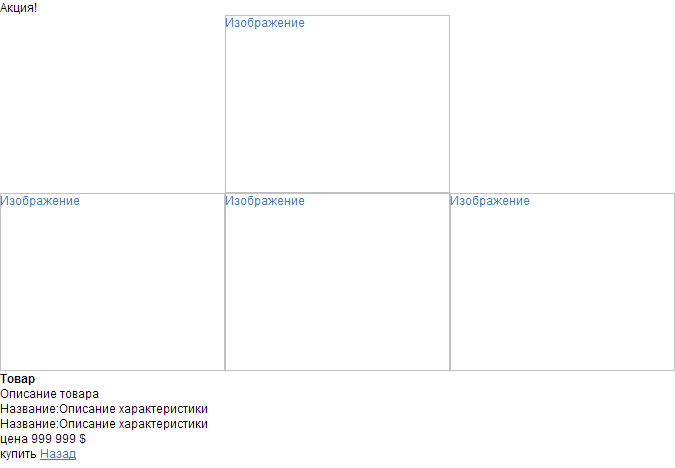 Акция!
Изображение
Изображение Изображение Изображение
Товар
Описание товара
Название:Описание характеристики
Название:Описание характеристики
цена 999 999 $
купить Назад